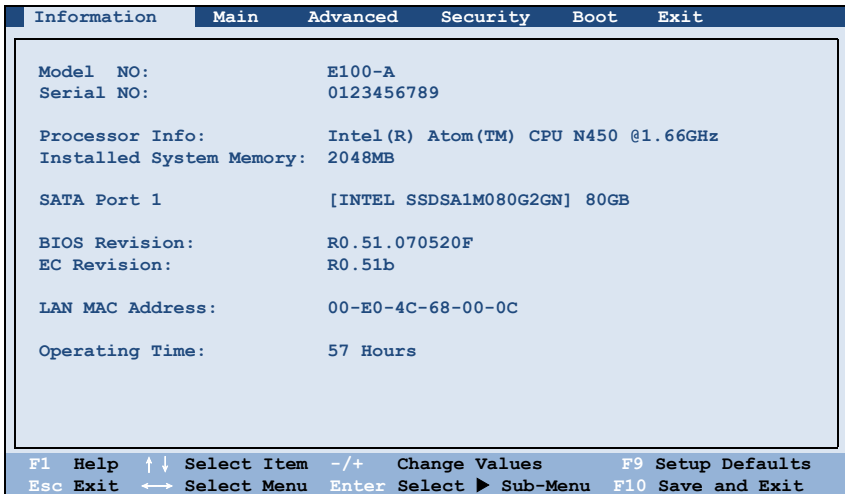 Information Main Advanced Security Boot Exit
Model NO: E100-A
Serial NO: 0123456789
Processor Info: Intel(R) Atom(TM) CPU N450 @1.66GHz
Installed System Memory: 2048MB
SATA Port 1 [INTEL SSDSA1M080G2GN] 80GB
BIOS Revision: R0.51.070520F
EC Revision: R0.51b
LAN MAC Address: 00-E0-4C-68-00-0C
Operating Time: 57 Hours
F1 Help ↑↓ Select Item -/+ Change Values F9 Setup Defaults
Esc Exit ←→ Select Menu Enter Select ▶ Sub-Menu F10 Save and Exit